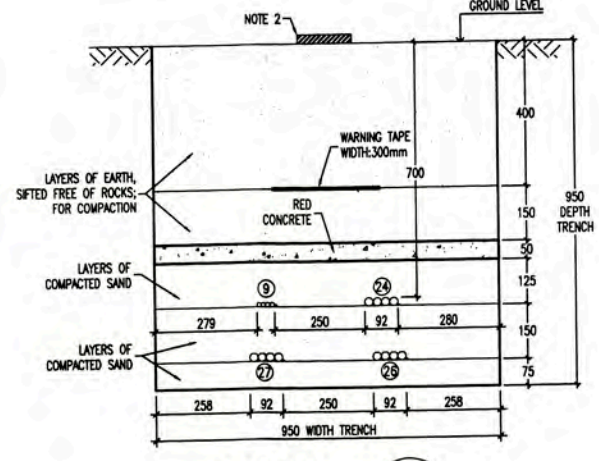 GROUND LEVEL
NOTE 2
400
WARNING TAPE
WIDTH:300mm
700
LAYERS OF EARTH,
SIFTED FREE OF ROCKS;
FOR COMPACTION
950
DEPTH
TRENCH
RED
CONCRETE
150
50
LAYERS OF
COMPACTED SAND
9
24
125
279
250
92
280
150
LAYERS OF
COMPACTED SAND
27
26
75
258
92
250
92
258
950 WIDTH TRENCH